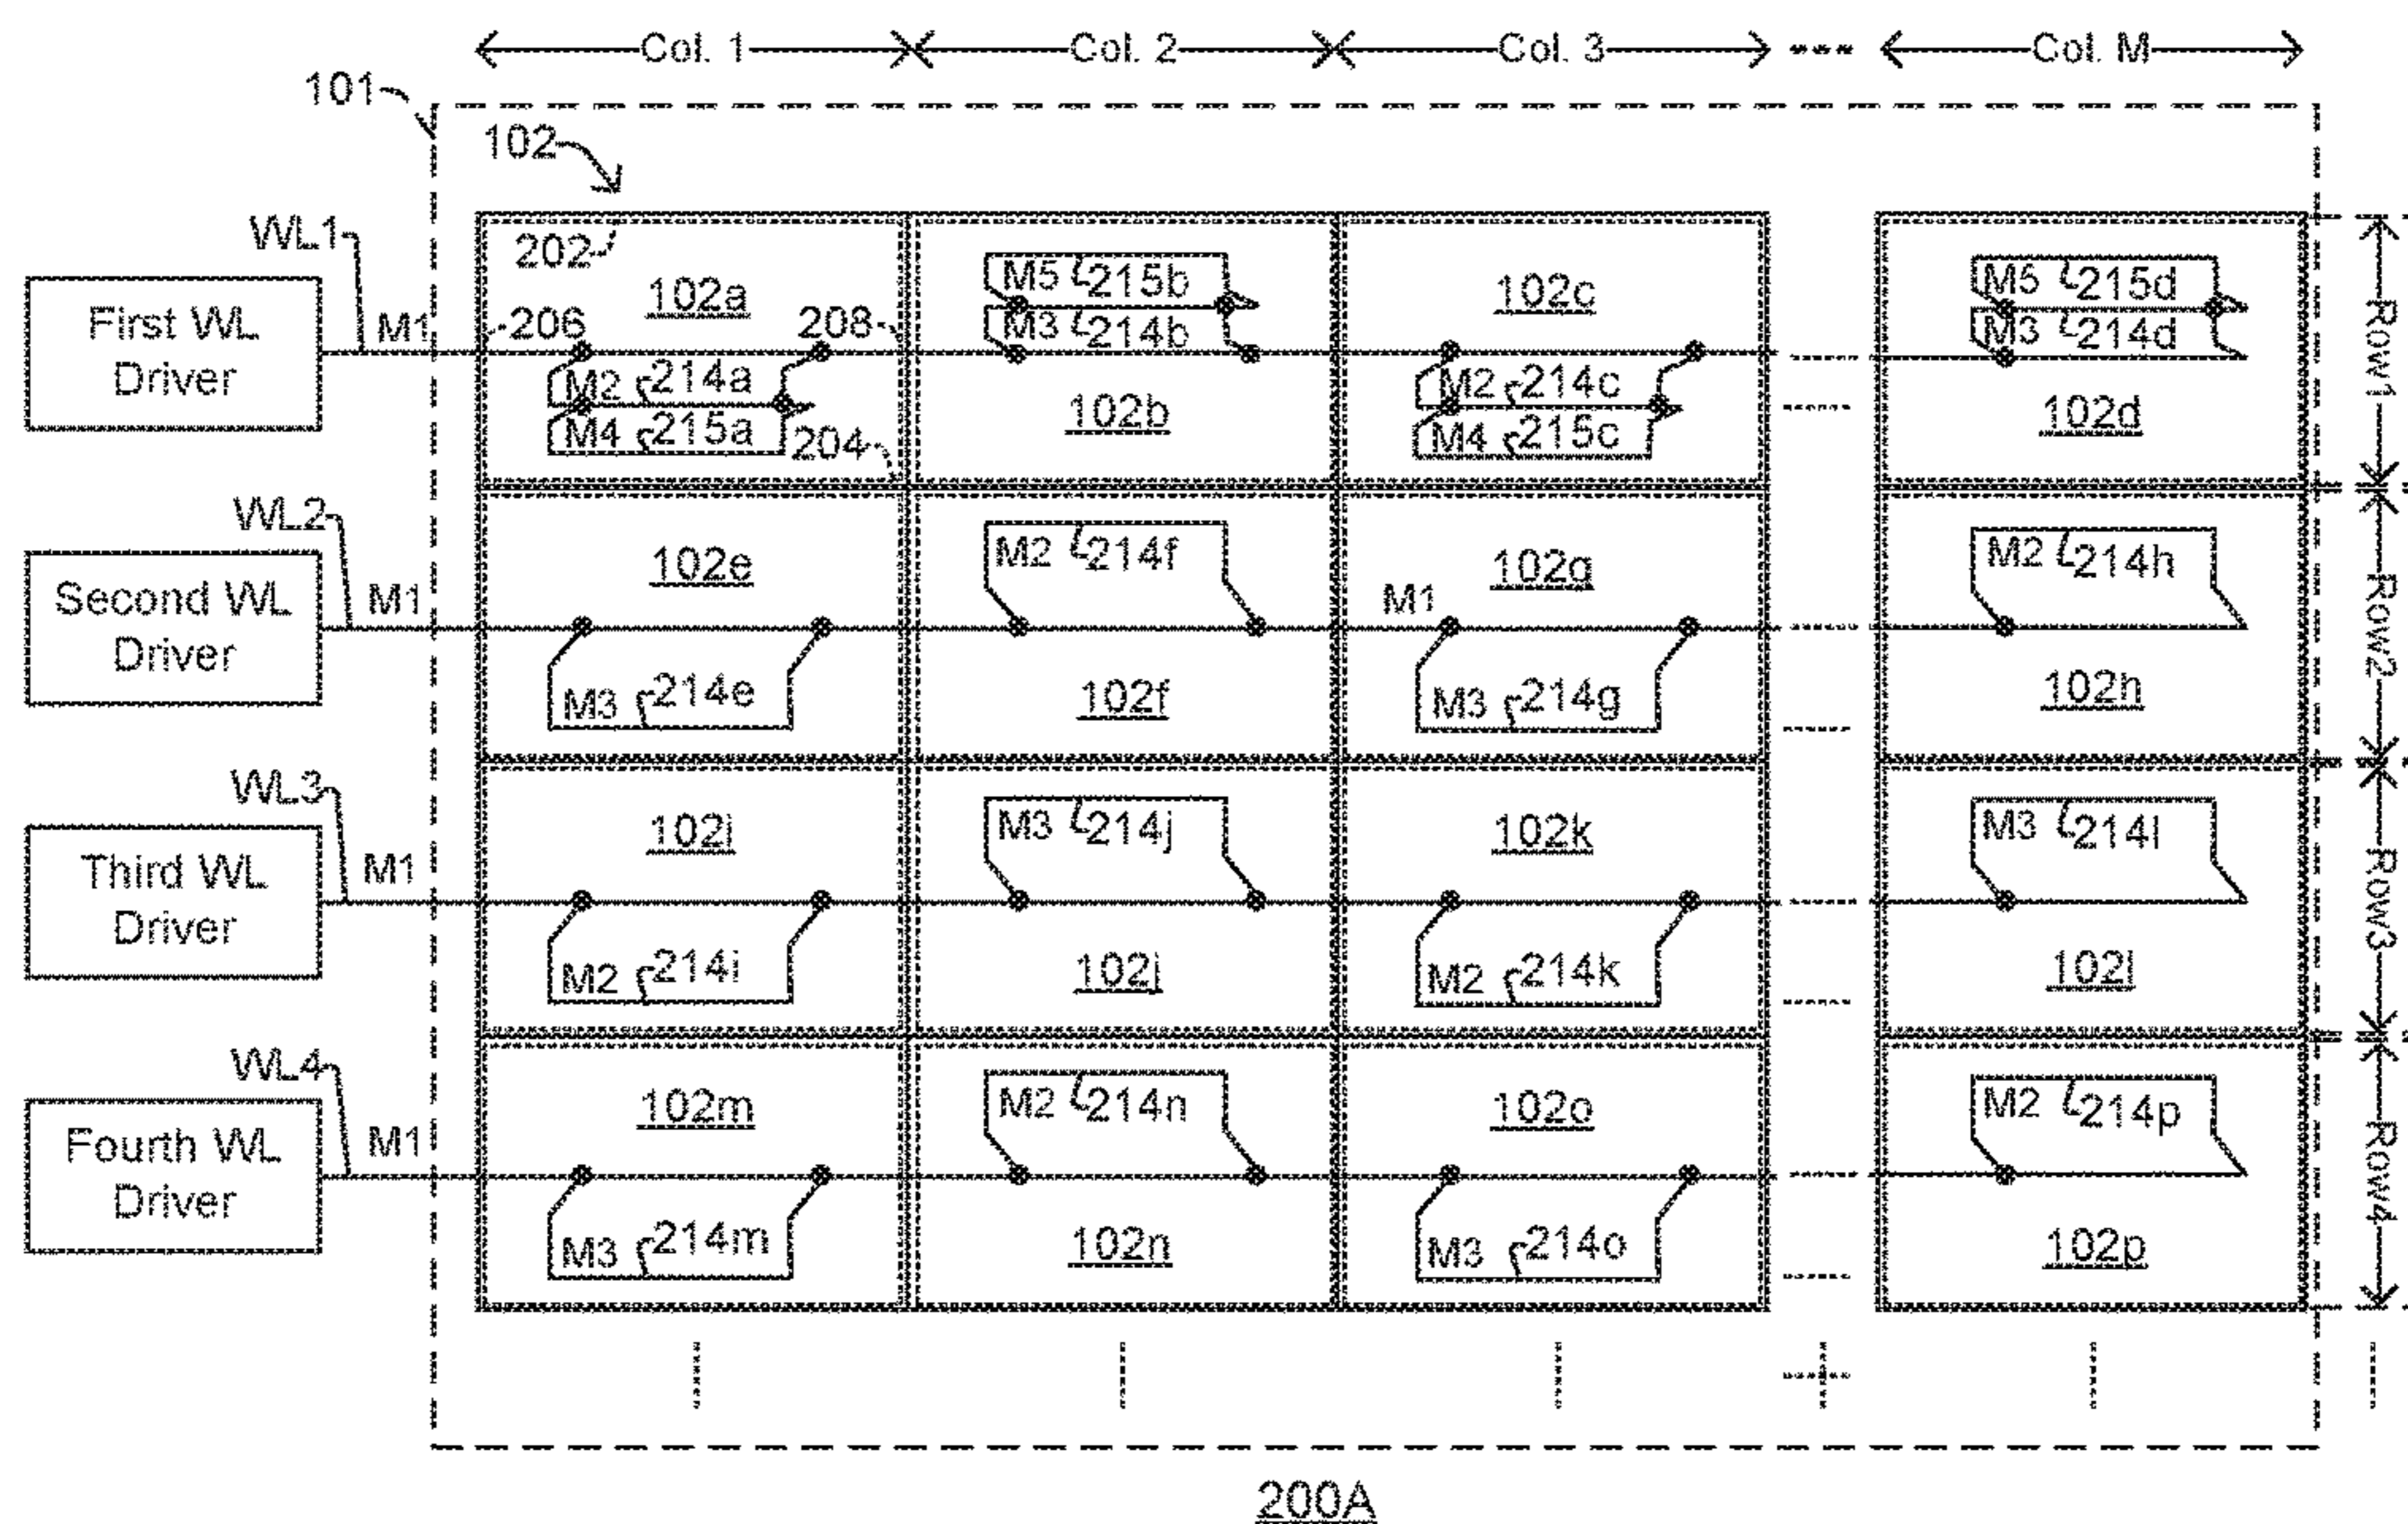 Col. 1 Col. 2 Col. 3 Col. M
101
102
WL1
First WL
Driver
M1
202
206
102a
208
M2 214a
M4 215a
204
M5 215b
M3 214b
102b
102c
M2 214c
M4 215c
M5 215d
M3 214d
102d
Row1
WL2
Second WL
Driver
M1
102e
M3 214e
M2 214f
102f
102g
M1
M3 214g
M2 214h
102h
Row2
WL3
Third WL
Driver
M1
102i
M2 214i
M3 214j
102j
102k
M2 214k
M3 214l
102l
Row3
WL4
Fourth WL
Driver
M1
102m
M3 214m
M2 214n
102n
102o
M3 214o
M2 214p
102p
Row4
200A